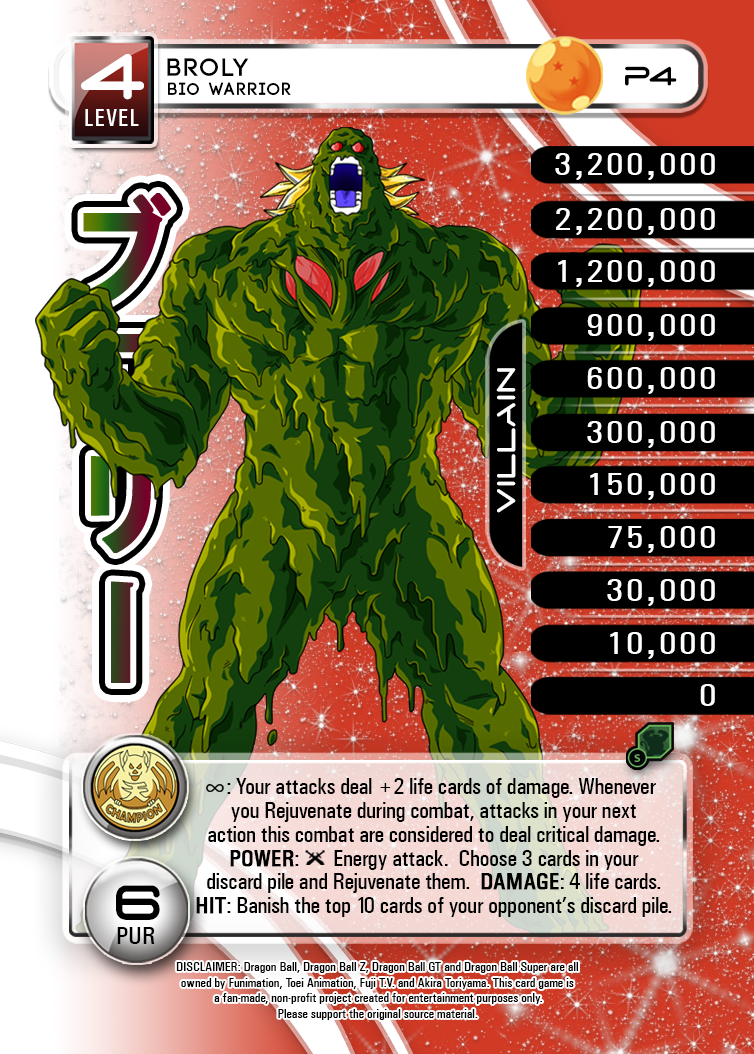 4
LEVEL
BROLY
BIO WARRIOR
P4
3,200,000
2,200,000
1,200,000
900,000
600,000
300,000
150,000
75,000
30,000
10,000
0
VILLAIN
ブロリー
S
CHAMPION
6
PUR
∞: Your attacks deal +2 life cards of damage. Whenever
you Rejuvenate during combat, attacks in your next
action this combat are considered to deal critical damage.
POWER: Energy attack. Choose 3 cards in your
discard pile and Rejuvenate them. DAMAGE: 4 life cards.
HIT: Banish the top 10 cards of your opponent's discard pile.
DISCLAIMER: Dragon Ball, Dragon Ball Z, Dragon Ball GT and Dragon Ball Super are all
owned by Funimation, Toei Animation, Fuji T.V. and Akira Toriyama. This card game is
a fan-made, non-profit project created for entertainment purposes only.
Please support the original source material.